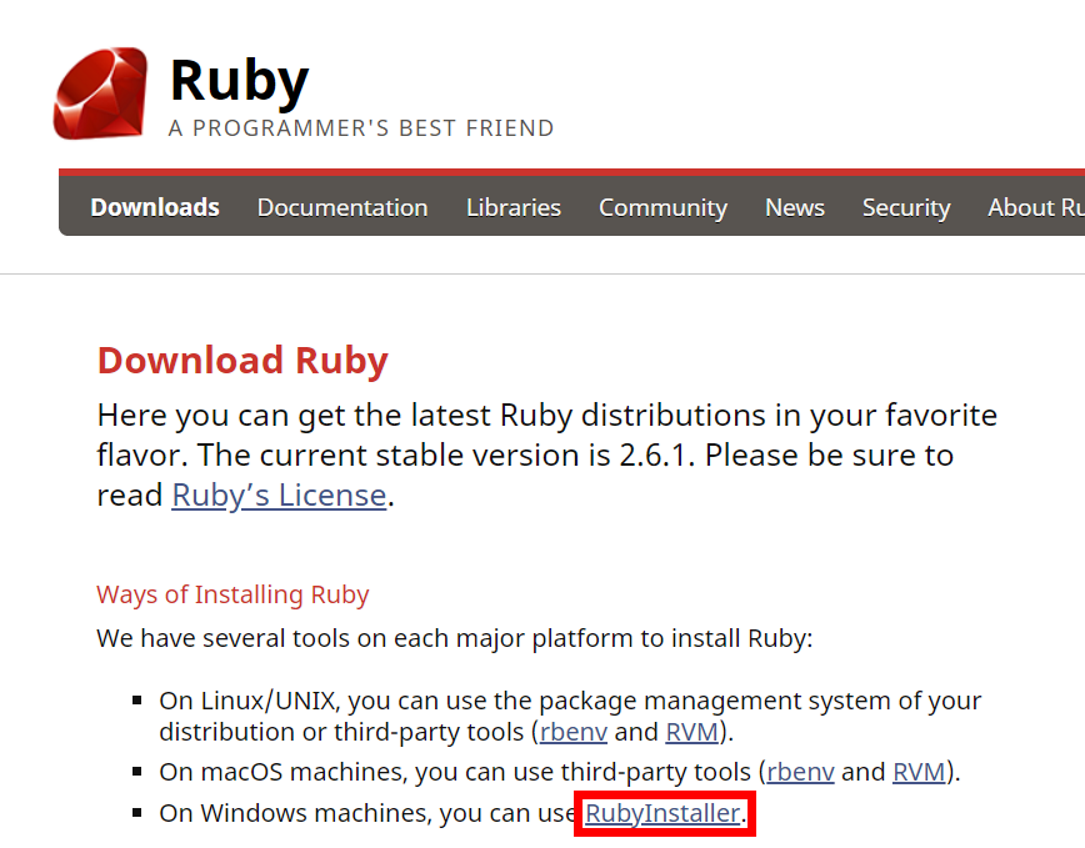 Ruby
A PROGRAMMER'S BEST FRIEND
Downloads Documentation Libraries Community News Security About Ru
Download Ruby
Here you can get the latest Ruby distributions in your favorite
flavor. The current stable version is 2.6.1. Please be sure to
read Ruby’s License.
Ways of Installing Ruby
We have several tools on each major platform to install Ruby:
▪ On Linux/UNIX, you can use the package management system of your
distribution or third-party tools (rbenv and RVM).
▪ On macOS machines, you can use third-party tools (rbenv and RVM).
▪ On Windows machines, you can use RubyInstaller.